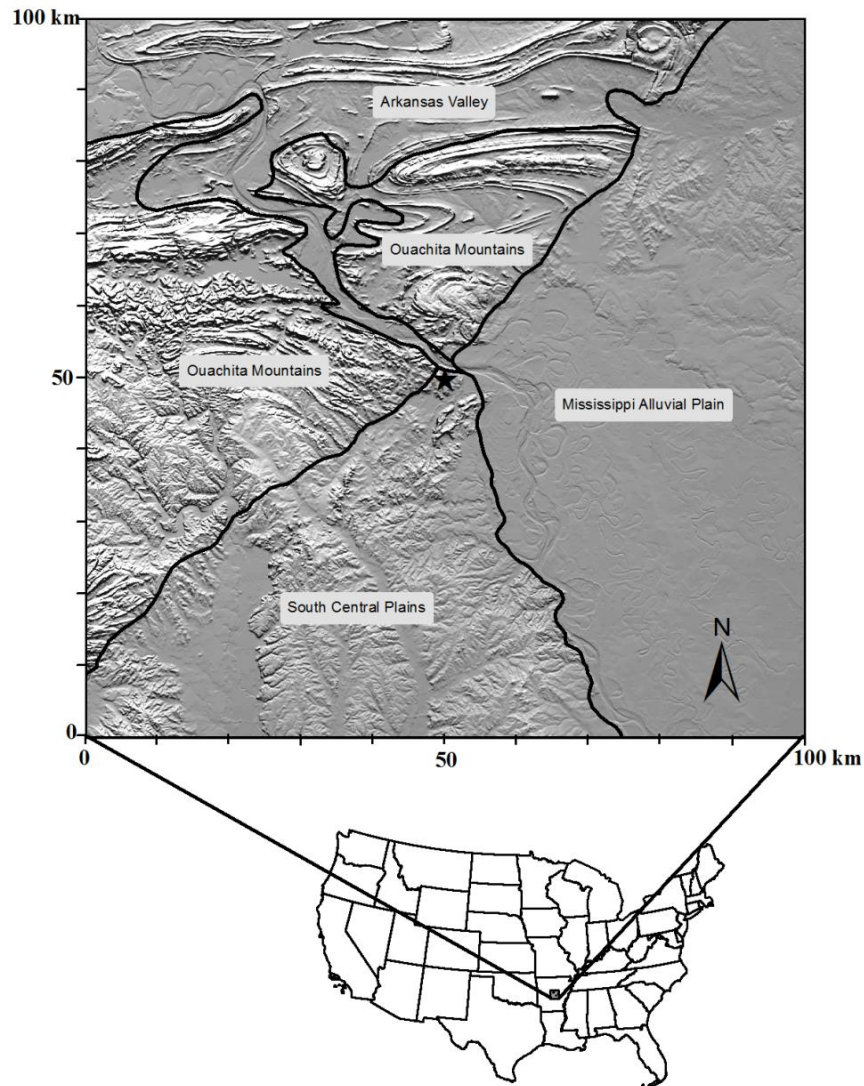 100 km
Arkansas Valley
Ouachita Mountains
Ouachita Mountains
50
Mississippi Alluvial Plain
South Central Plains
N
0
0
50
100 km